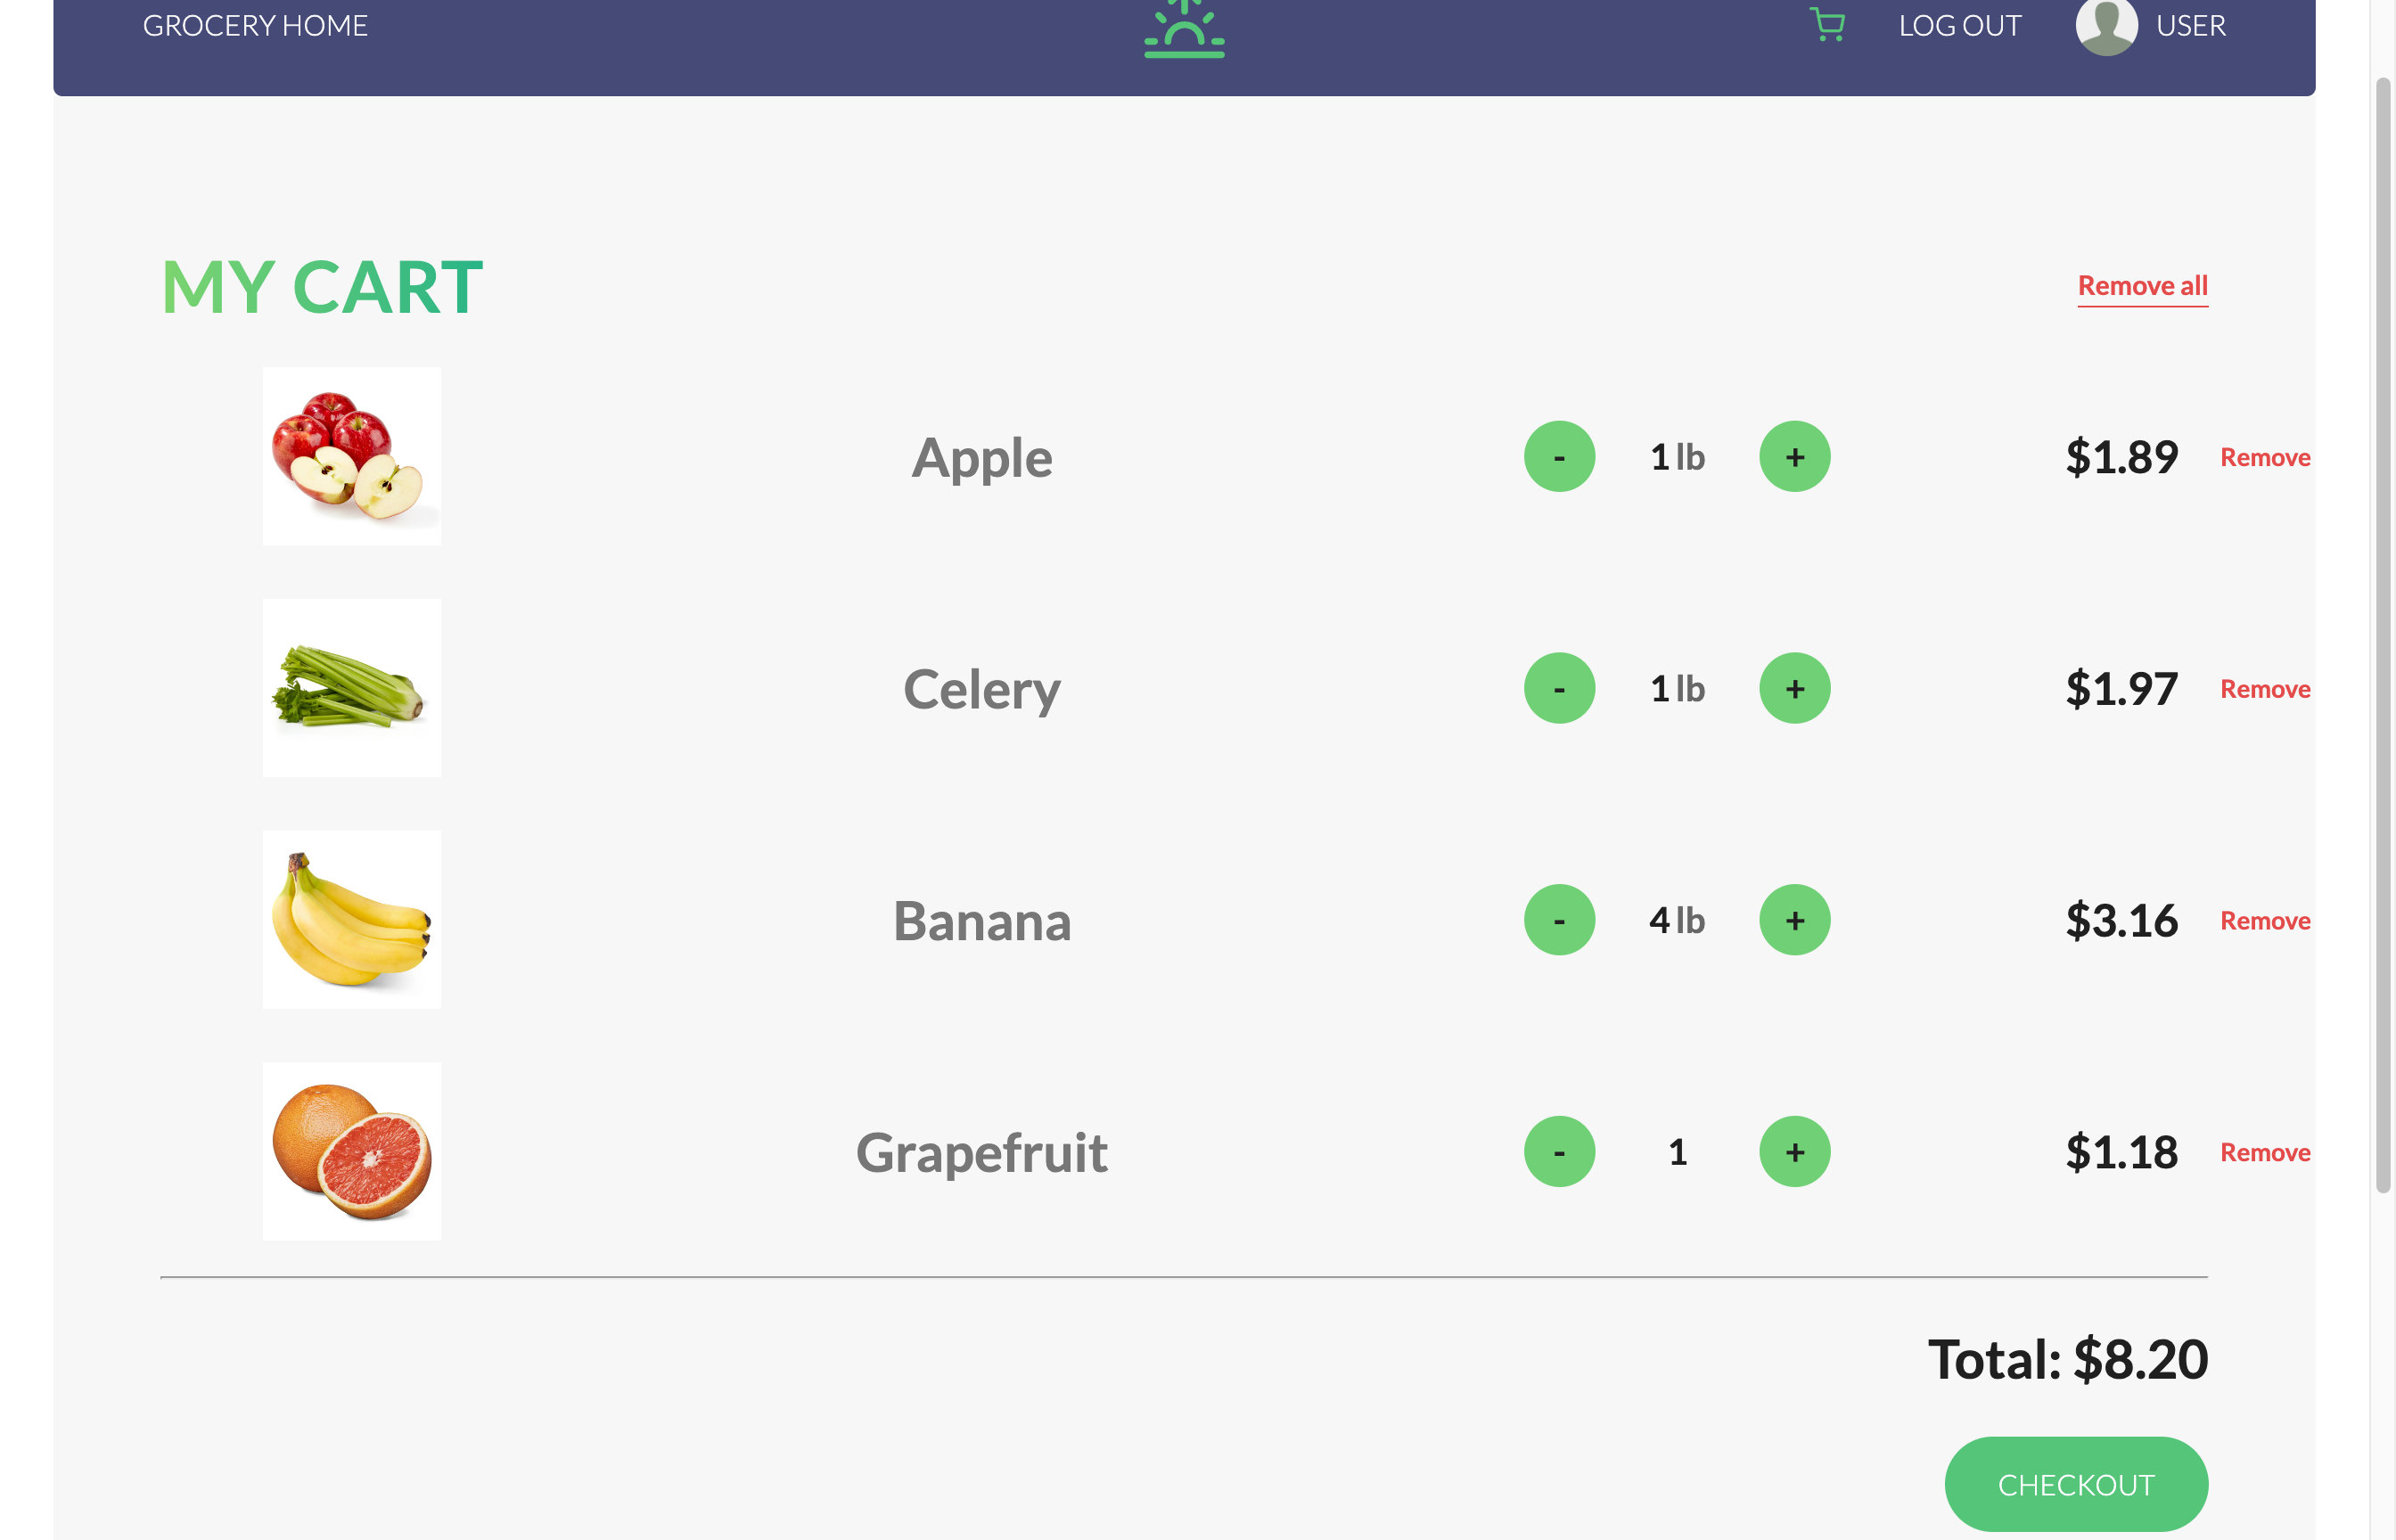 GROCERY HOME
LOG OUT
USER
MY CART
Remove all
Apple
- 1 lb +
$1.89
Remove
Celery
- 1 lb +
$1.97
Remove
Banana
- 4 lb +
$3.16
Remove
Grapefruit
- 1 +
$1.18
Remove
Total: $8.20
CHECKOUT